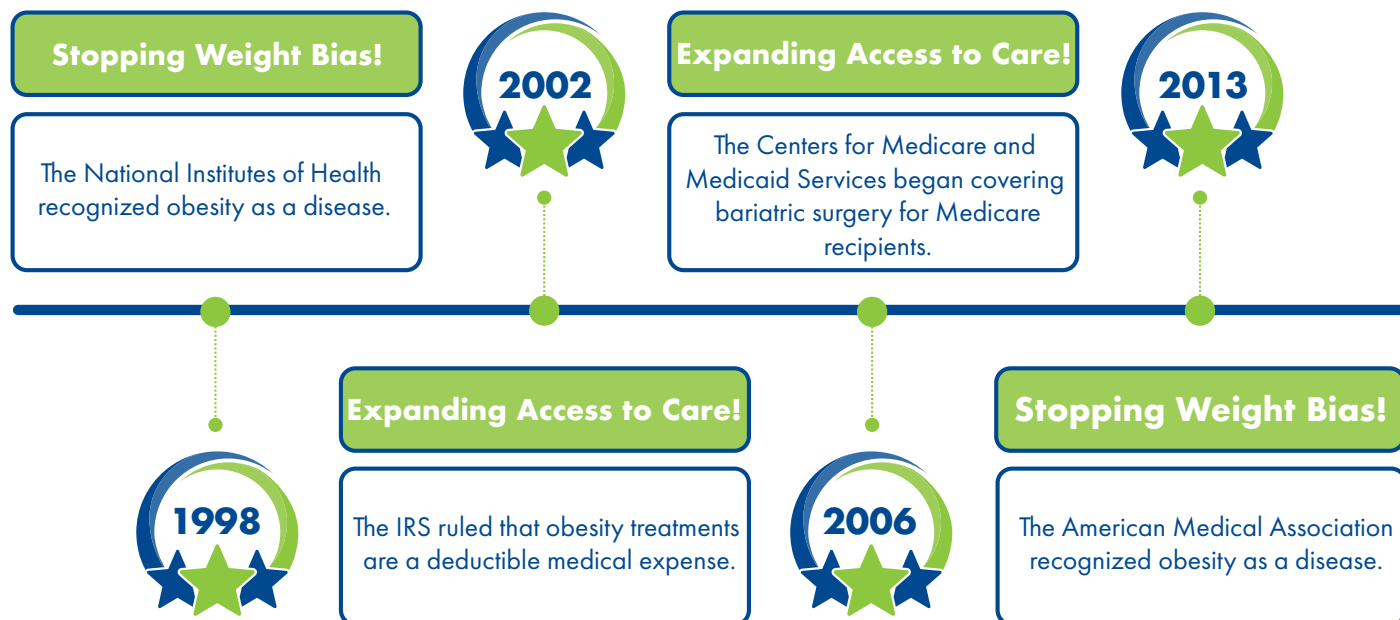 Stopping Weight Bias!
The National Institutes of Health
recognized obesity as a disease.
1998
2002
Expanding Access to Care!
The IRS ruled that obesity treatments
are a deductible medical expense.
Expanding Access to Care!
The Centers for Medicare and
Medicaid Services began covering
bariatric surgery for Medicare
recipients.
2006
2013
Stopping Weight Bias!
The American Medical Association
recognized obesity as a disease.